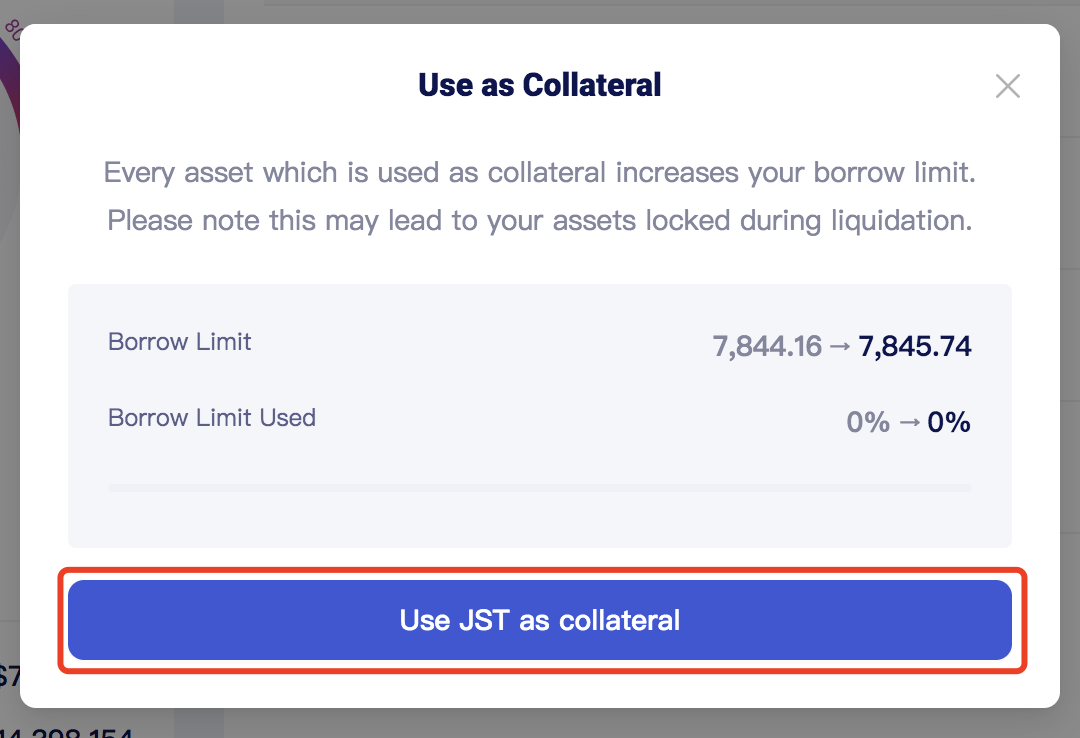 Use as Collateral
Every asset which is used as collateral increases your borrow limit.
Please note this may lead to your assets locked during liquidation.
Borrow Limit
7,844.16 → 7,845.74
Borrow Limit Used
0% → 0%
Use JST as collateral
$7